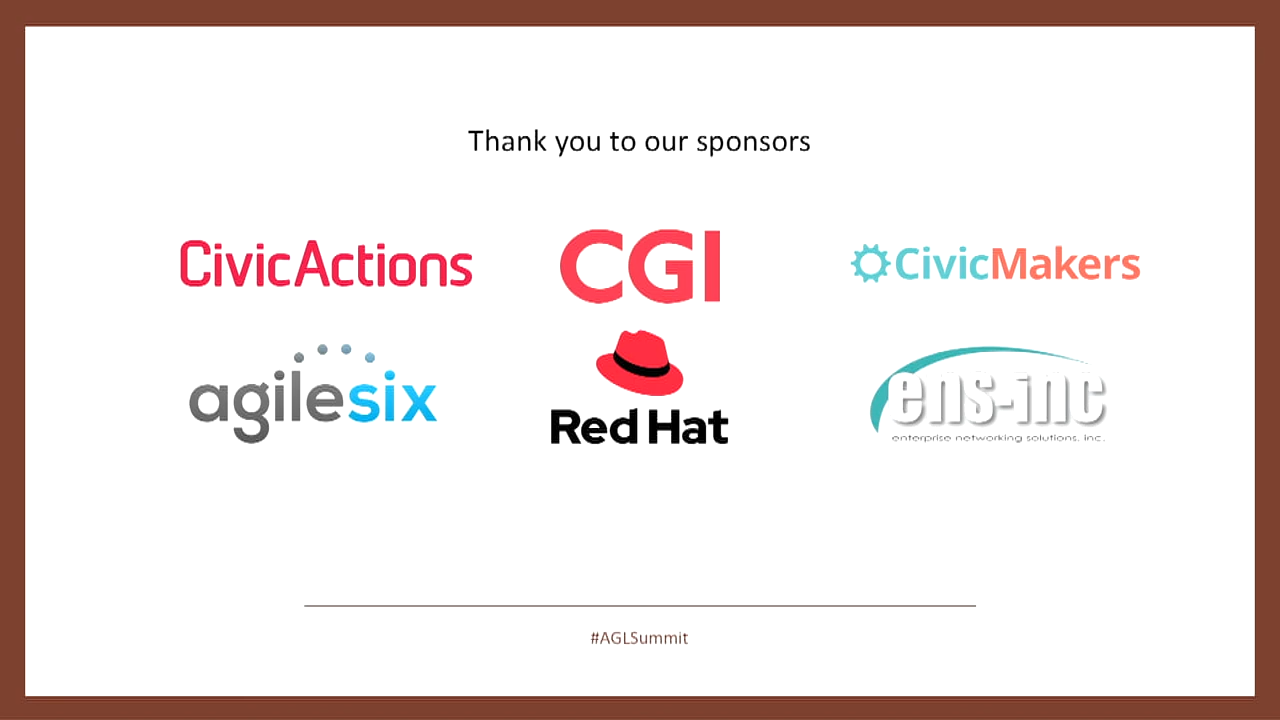 Thank you to our sponsors
CivicActions
CGI
CivicMakers
agilesix
Red Hat
ens-inc
enterprise networking solutions, inc.
#AGLSummit